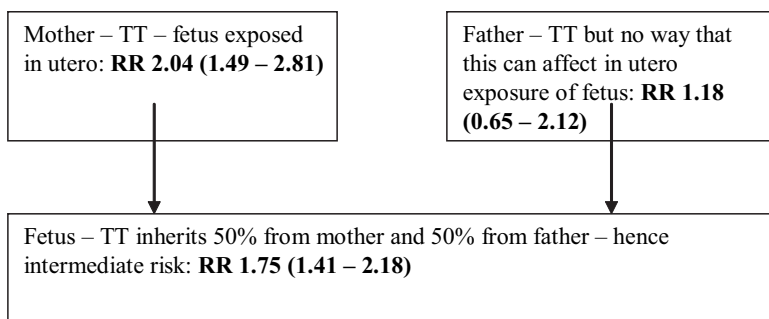 Mother – TT – fetus exposed
in utero: RR 2.04 (1.49 – 2.81)
Father – TT but no way that
this can affect in utero
exposure of fetus: RR 1.18
(0.65 – 2.12)
Fetus – TT inherits 50% from mother and 50% from father – hence
intermediate risk: RR 1.75 (1.41 – 2.18)